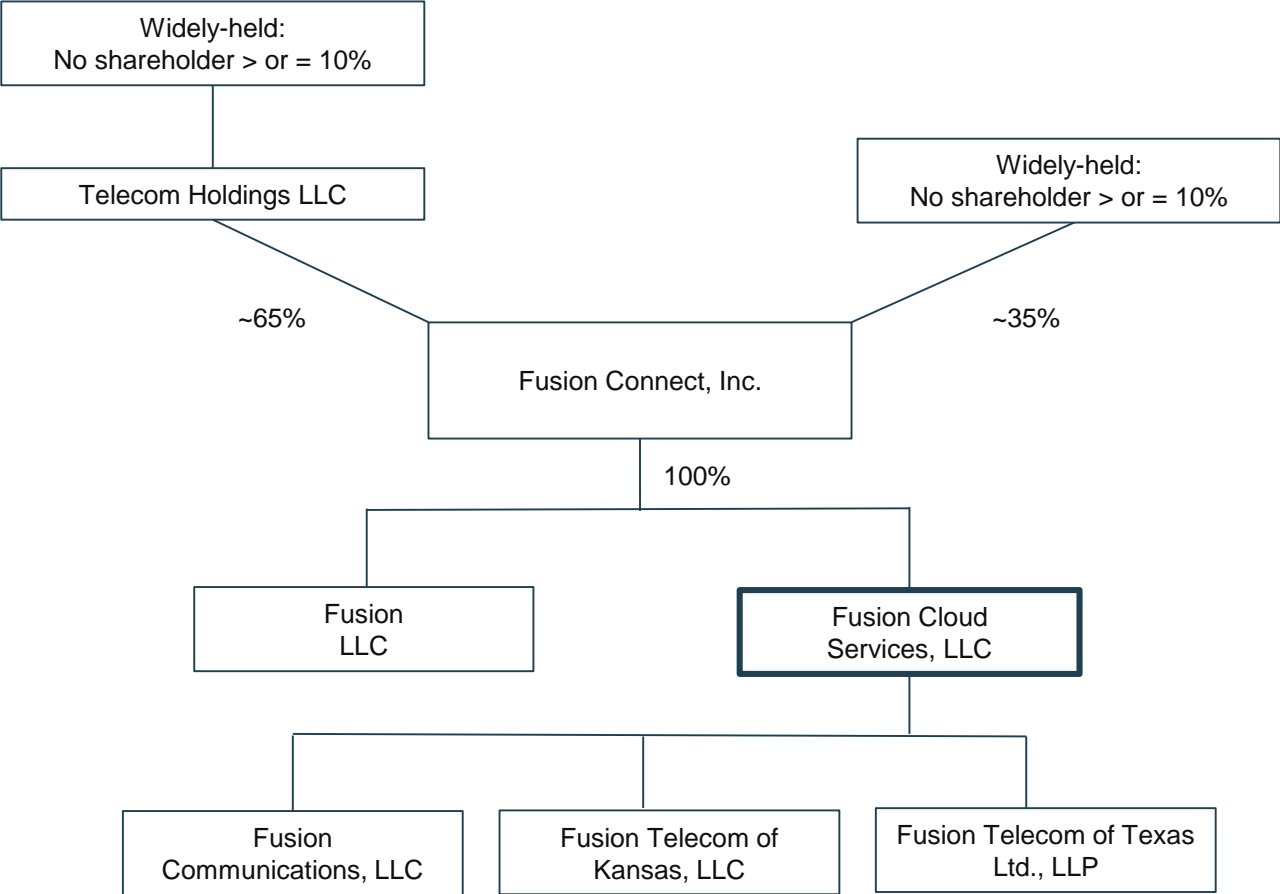 Widely-held:
No shareholder > or = 10%
Telecom Holdings LLC
Widely-held:
No shareholder > or = 10%
~65%
~35%
Fusion Connect, Inc.
100%
Fusion
LLC
Fusion Cloud
Services, LLC
Fusion
Communications, LLC
Fusion Telecom of
Kansas, LLC
Fusion Telecom of Texas
Ltd., LLP